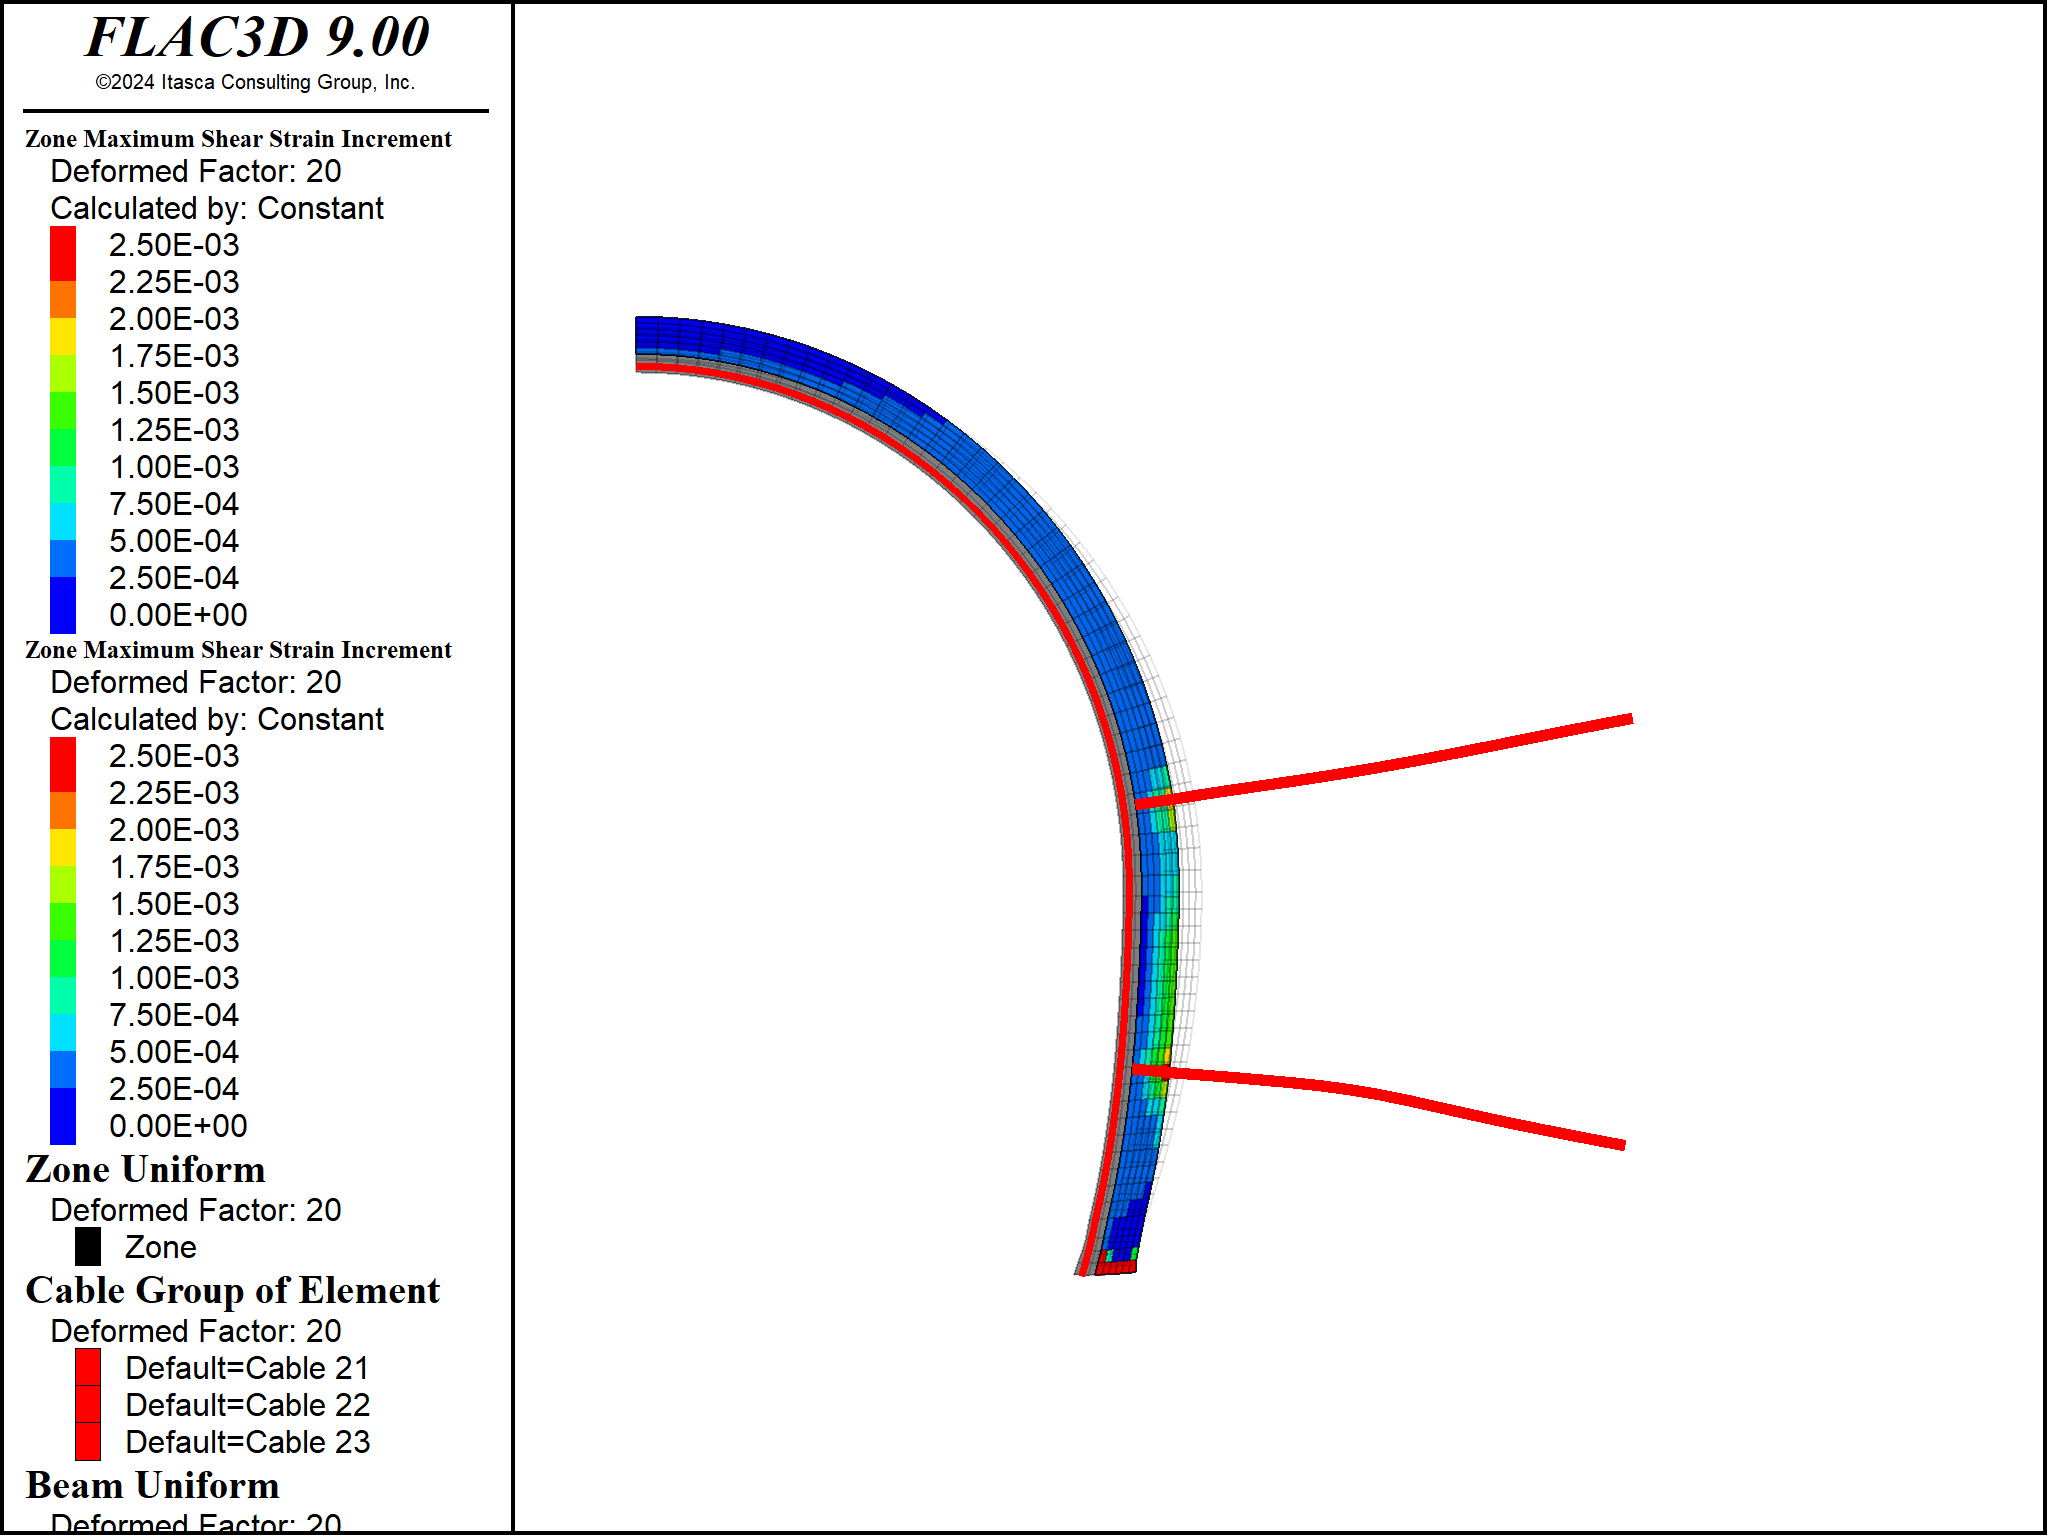 FLAC3D 9.00
©2024 Itasca Consulting Group, Inc.
Zone Maximum Shear Strain Increment
Deformed Factor: 20
Calculated by: Constant
2.50E-03
2.25E-03
2.00E-03
1.75E-03
1.50E-03
1.25E-03
1.00E-03
7.50E-04
5.00E-04
2.50E-04
0.00E+00
Zone Maximum Shear Strain Increment
Deformed Factor: 20
Calculated by: Constant
2.50E-03
2.25E-03
2.00E-03
1.75E-03
1.50E-03
1.25E-03
1.00E-03
7.50E-04
5.00E-04
2.50E-04
0.00E+00
Zone Uniform
Deformed Factor: 20
Zone
Cable Group of Element
Deformed Factor: 20
Default=Cable 21
Default=Cable 22
Default=Cable 23
Beam Uniform
Deformed Factor: 20